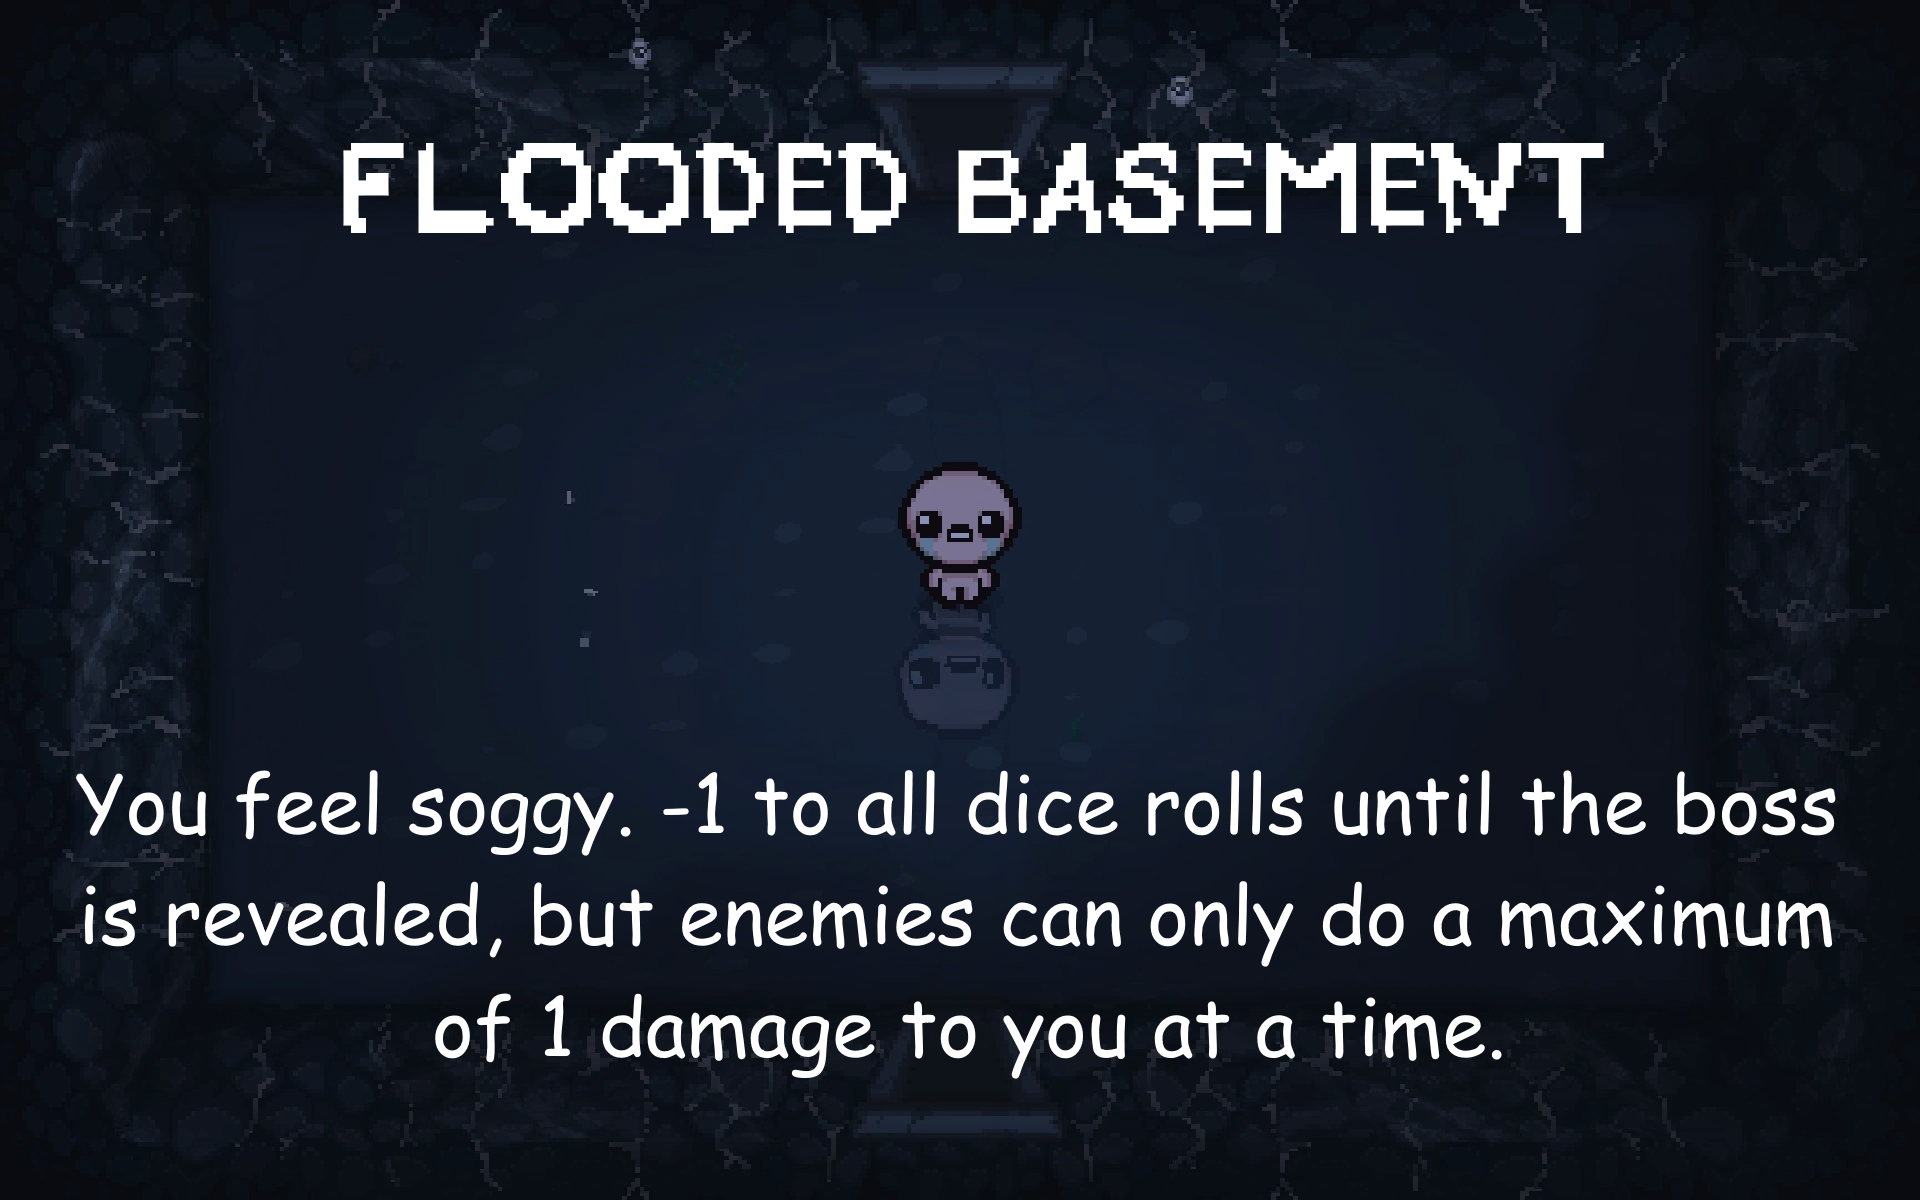 FLOODED BASEMENT
You feel soggy. -1 to all dice rolls until the boss
is revealed, but enemies can only do a maximum
of 1 damage to you at a time.